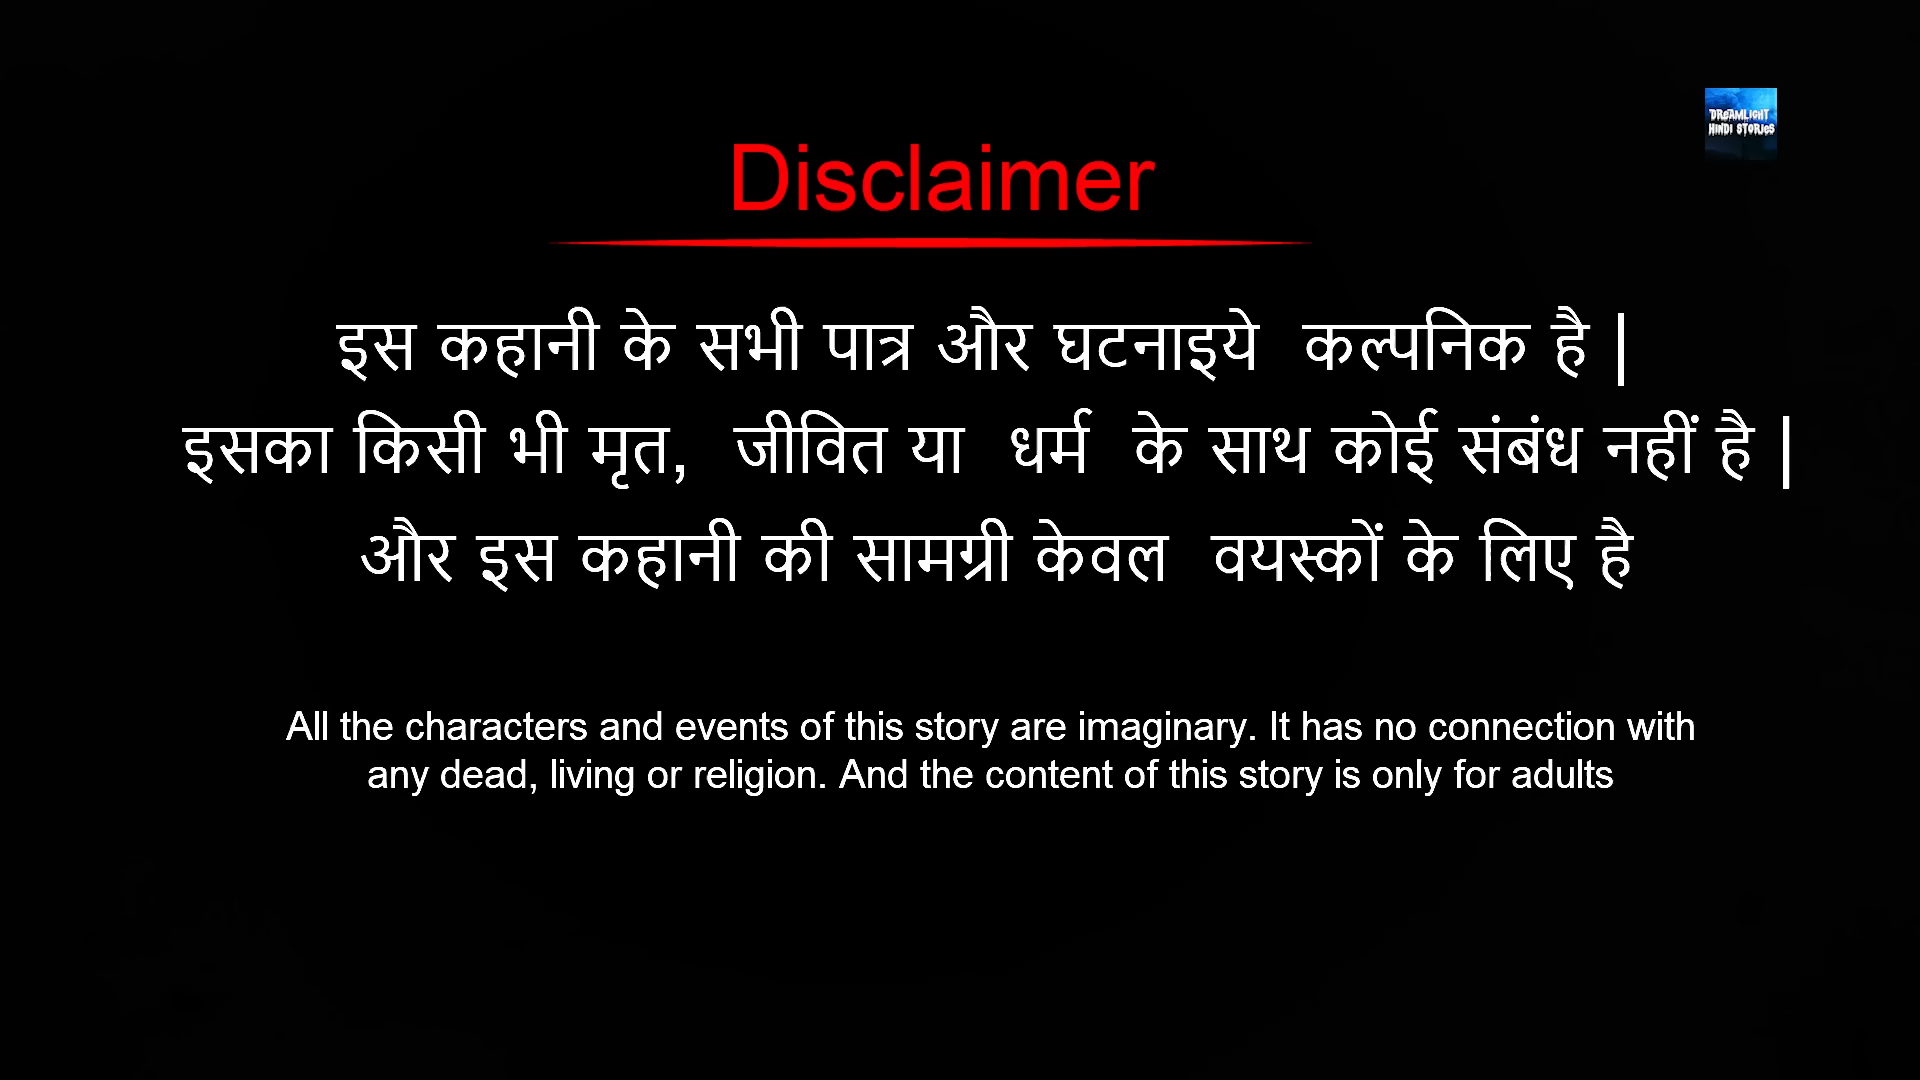 DREAMLIGHT
HINDI STORIES
Disclaimer
इस कहानी के सभी पात्र और घटनाइये कल्पनिक है |
इसका किसी भी मृत, जीवित या धर्म के साथ कोई संबंध नहीं है |
और इस कहानी की सामग्री केवल वयस्कों के लिए है
All the characters and events of this story are imaginary. It has no connection with
any dead, living or religion. And the content of this story is only for adults